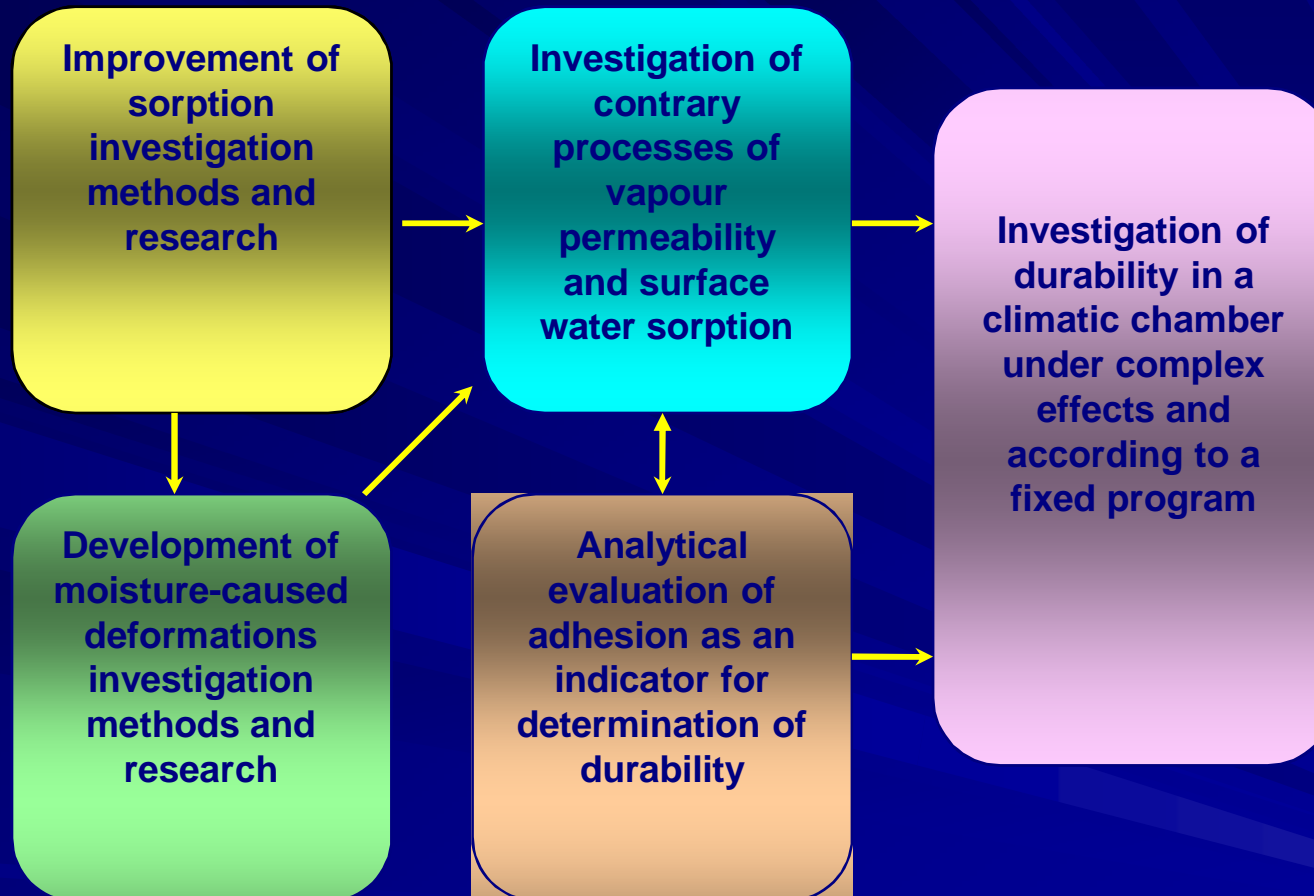 Improvement of
sorption
investigation
methods and
research
Investigation of
contrary
processes of
vapour
permeability
and surface
water sorption
Investigation of
durability in a
climatic chamber
under complex
effects and
according to a
fixed program
Development of
moisture-caused
deformations
investigation
methods and
research
Analytical
evaluation of
adhesion as an
indicator for
determination of
durability